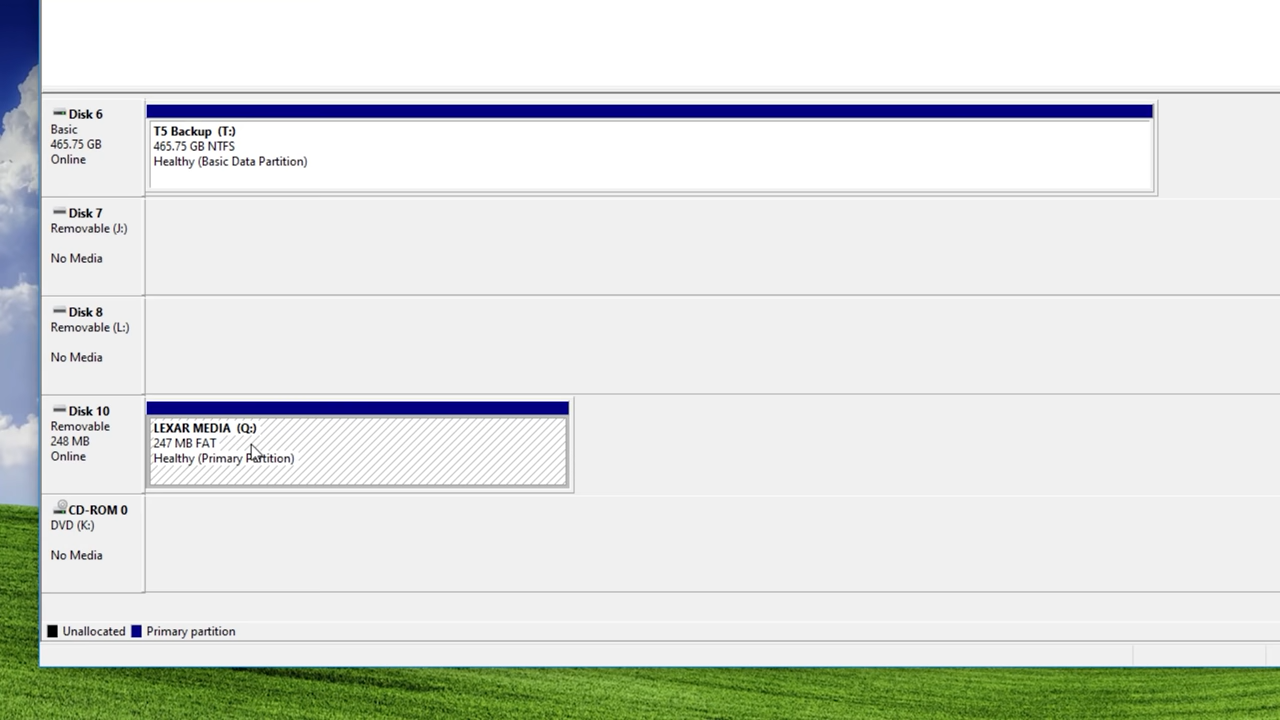 Disk 6
Basic
465.75 GB
Online
T5 Backup (T:)
465.75 GB NTFS
Healthy (Basic Data Partition)
Disk 7
Removable (J:)
No Media
Disk 8
Removable (L:)
No Media
Disk 10
Removable
248 MB
Online
LEXAR MEDIA (Q:)
247 MB FAT
Healthy (Primary Partition)
CD-ROM 0
DVD (K:)
No Media
Unallocated
Primary partition